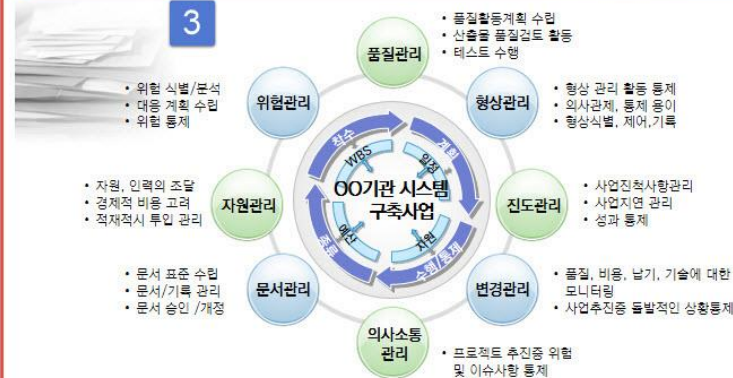 3
품질관리
• 품질활동계획 수립
• 산출물 품질검토 활동
• 테스트 수행
위험관리
• 위험 식별/분석
• 대응 계획 수립
• 위험 통제
형상관리
• 형상 관리 활동 통제
• 의사관제, 통제 용이
• 형상식별, 제어,기록
자원관리
• 자원, 인력의 조달
• 경제적 비용 고려
• 적재적시 투입 관리
착수
계획
WBS
일정
OO기관 시스템
구축사업
예산
자원
종류
수행/통제
진도관리
• 사업진척사항관리
• 사업지연 관리
• 성과 통제
문서관리
• 문서 표준 수립
• 문서/기록 관리
• 문서 승인 /개정
변경관리
• 품질, 비용, 납기, 기술에 대한
모니터링
• 사업추진중 돌발적인 상황통제
의사소통
관리
• 프로젝트 추진중 위험
및 이슈사항 통제